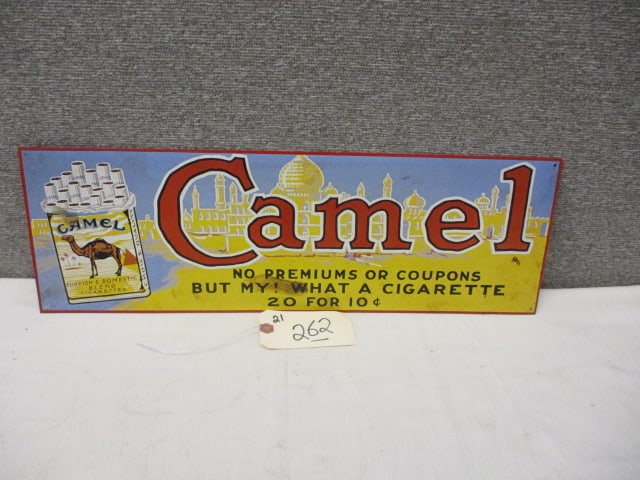 CAMEL
TURKISH & DOMESTIC
BLEND
CIGARETTES
Camel
NO PREMIUMS OR COUPONS
BUT MY! WHAT A CIGARETTE
20 FOR 10¢
21
262